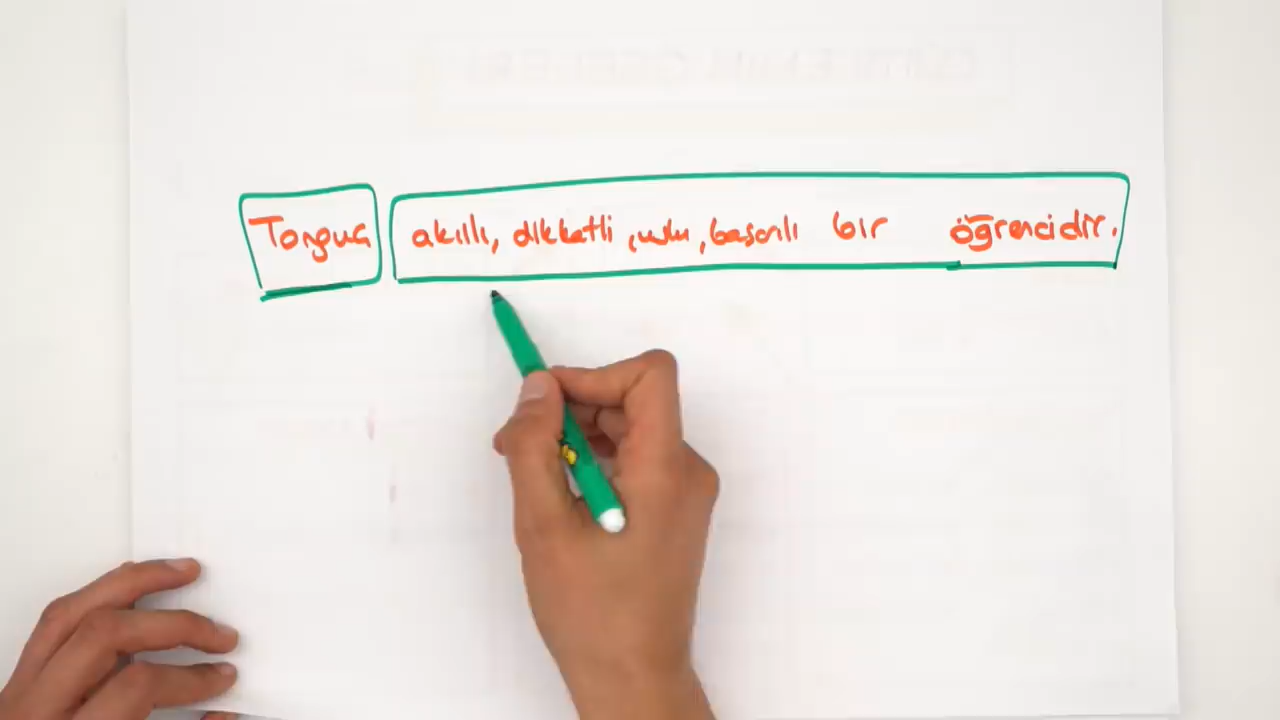 Tonguç akıllı, dikkatli, uslu, başarılı bir öğrencidir.